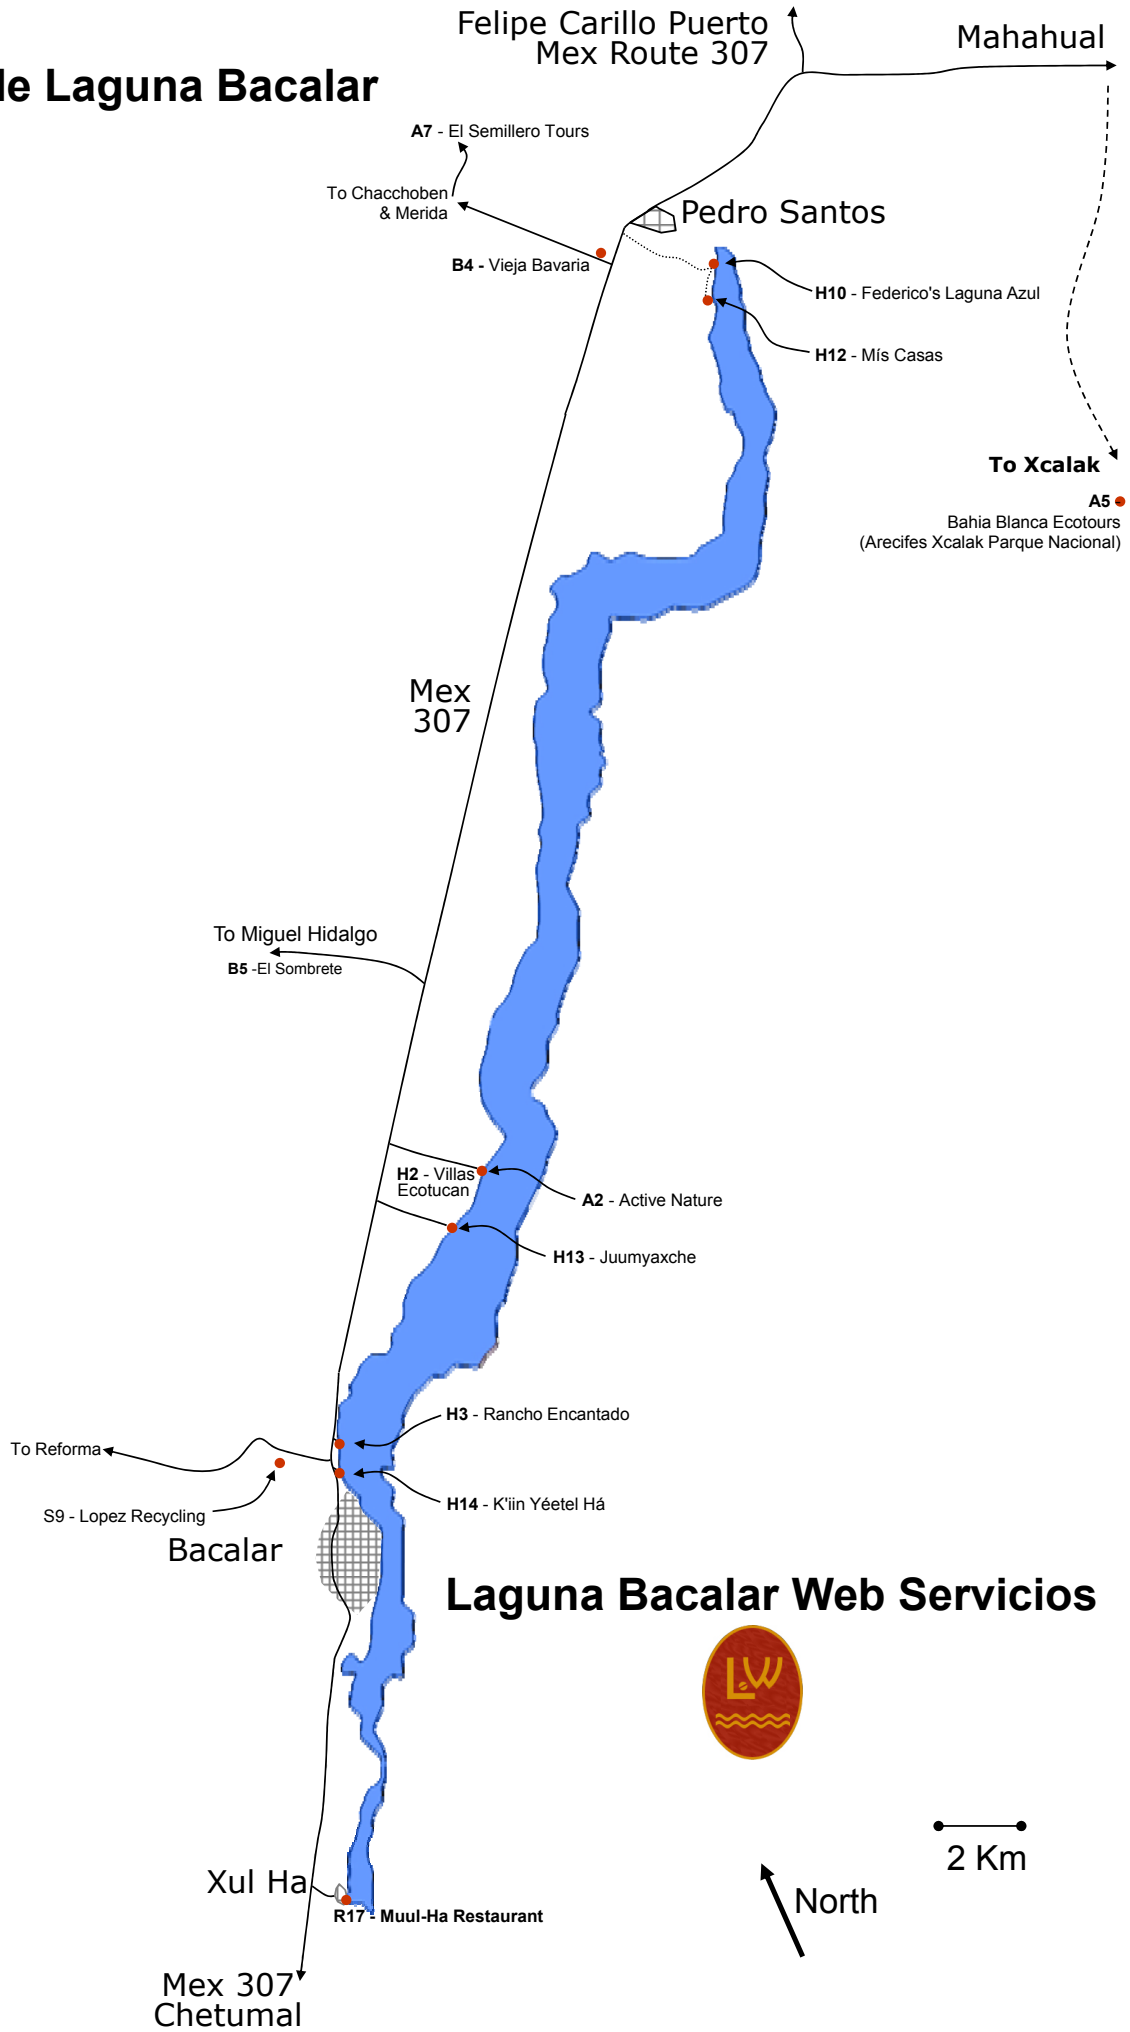 Felipe Carillo Puerto
Mex Route 307
Mahahual
le Laguna Bacalar
A7 - El Semillero Tours
To Chacchoben
& Merida
Pedro Santos
B4 - Vieja Bavaria
H10 - Federico's Laguna Azul
H12 - Mís Casas
To Xcalak
A5 -
Bahia Blanca Ecotours
(Arecifes Xcalak Parque Nacional)
Mex
307
To Miguel Hidalgo
B5 -El Sombrete
H2 - Villas
Ecotucan
A2 - Active Nature
H13 - Juumyaxche
H3 - Rancho Encantado
To Reforma
H14 - K'iin Yéetel Há
S9 - Lopez Recycling
Bacalar
Laguna Bacalar Web Servicios
LW
2 Km
Xul Ha
North
R17 - Muul-Ha Restaurant
Mex 307
Chetumal